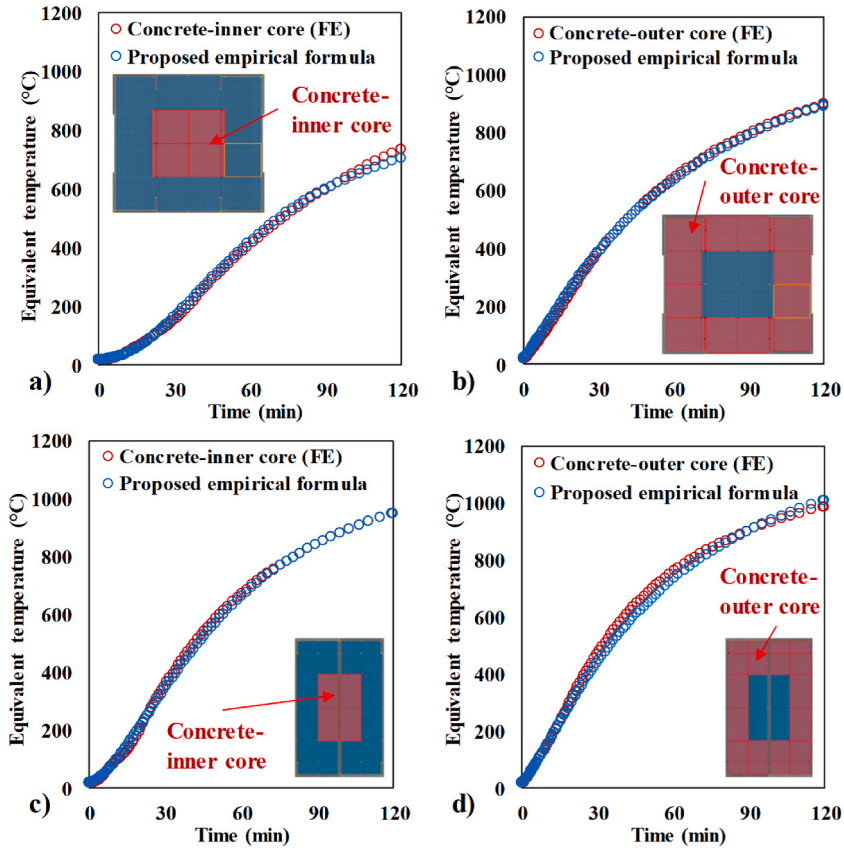 1200
1000
800
600
400
200
0
Equivalent temperature (°C)
Concrete-inner core (FE)
Proposed empirical formula
Concrete-
inner core
a)
0 30 60 90 120
Time (min)
1200
1000
800
600
400
200
0
Equivalent temperature (°C)
Concrete-outer core (FE)
Proposed empirical formula
Concrete-
outer core
b)
0 30 60 90 120
Time (min)
1200
1000
800
600
400
200
0
Equivalent temperature (°C)
Concrete-inner core (FE)
Proposed empirical formula
Concrete-
inner core
c)
0 30 60 90 120
Time (min)
1200
1000
800
600
400
200
0
Equivalent temperature (°C)
Concrete-outer core (FE)
Proposed empirical formula
Concrete-
outer core
d)
0 30 60 90 120
Time (min)